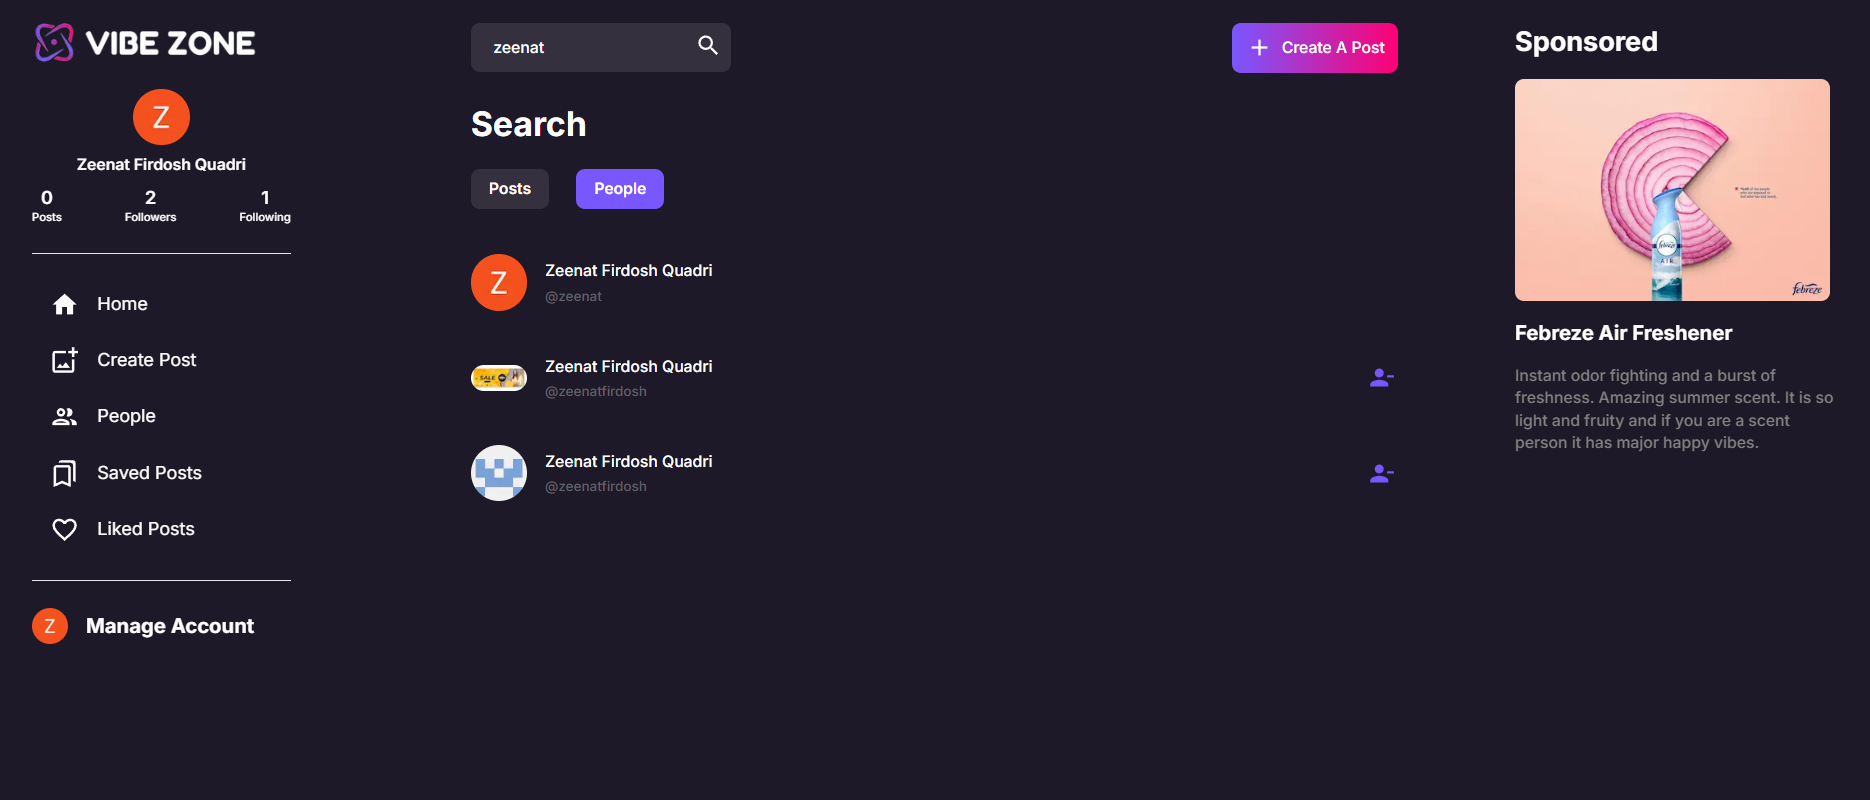 VIBE ZONE
Z
Zeenat Firdosh Quadri
0
Posts
2
Followers
1
Following
Home
Create Post
People
Saved Posts
Liked Posts
Z
Manage Account
zeenat
Create A Post
Search
Posts
People
Z
Zeenat Firdosh Quadri
@zeenat
SALE
Zeenat Firdosh Quadri
@zeenatfirdosh
Zeenat Firdosh Quadri
@zeenatfirdosh
Sponsored
febreze
AIR
febreze
Febreze Air Freshener
Instant odor fighting and a burst of
freshness. Amazing summer scent. It is so
light and fruity and if you are a scent
person it has major happy vibes.